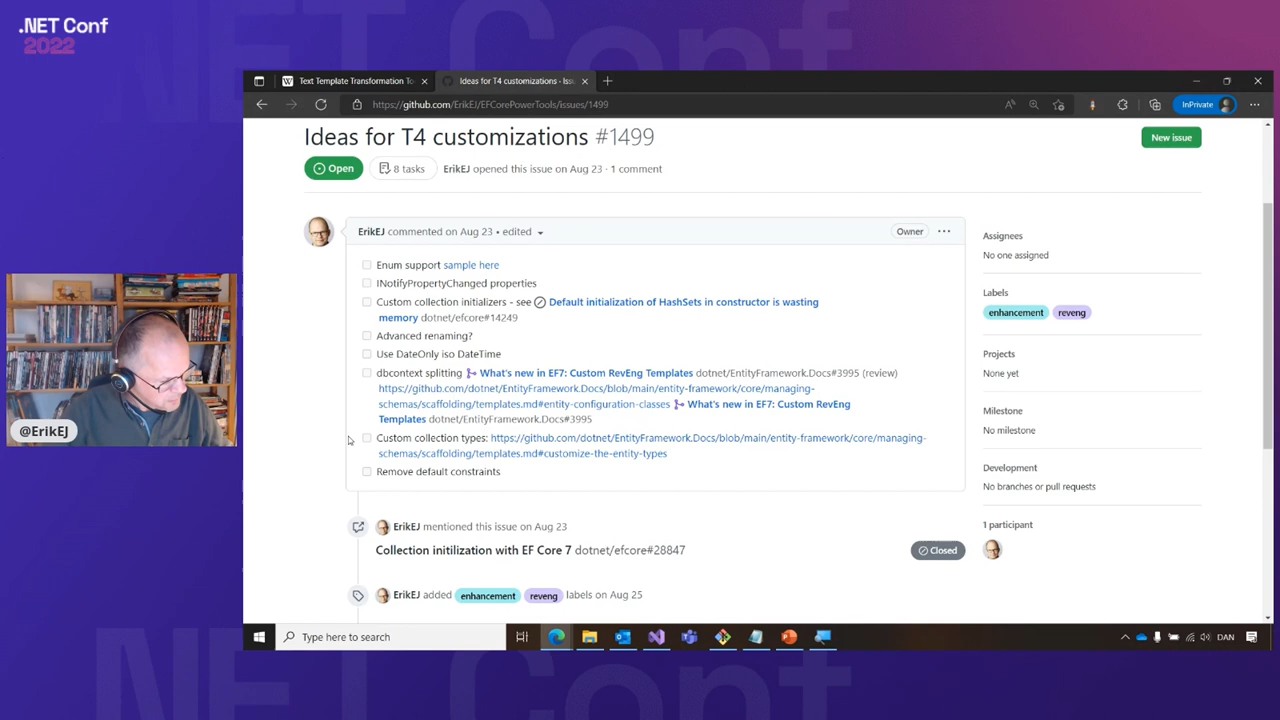 .NET Conf
2022
Text Template Transformation To
Ideas for T4 customizations · Iss
https://github.com/ErikEJ/EFCorePowerTools/issues/1499
InPrivate
Ideas for T4 customizations #1499
New issue
Open
8 tasks
ErikEJ opened this issue on Aug 23 · 1 comment
ErikEJ commented on Aug 23 • edited
Owner
Enum support sample here
INotifyPropertyChanged properties
Custom collection initializers - see Default initialization of HashSets in constructor is wasting
memory dotnet/efcore#14249
Advanced renaming?
Use DateOnly iso DateTime
dbcontext splitting What's new in EF7: Custom RevEng Templates dotnet/EntityFramework.Docs#3995 (review)
https://github.com/dotnet/EntityFramework.Docs/blob/main/entity-framework/core/managing-
schemas/scaffolding/templates.md#entity-configuration-classes What's new in EF7: Custom RevEng
Templates dotnet/EntityFramework.Docs#3995
Custom collection types: https://github.com/dotnet/EntityFramework.Docs/blob/main/entity-framework/core/managing-
schemas/scaffolding/templates.md#customize-the-entity-types
Remove default constraints
Assignees
No one assigned
Labels
enhancement reveng
Projects
None yet
Milestone
No milestone
Development
No branches or pull requests
1 participant
ErikEJ mentioned this issue on Aug 23
Collection initilization with EF Core 7 dotnet/efcore#28847
Closed
ErikEJ added enhancement reveng labels on Aug 25
@ErikEJ
Type here to search
DAN